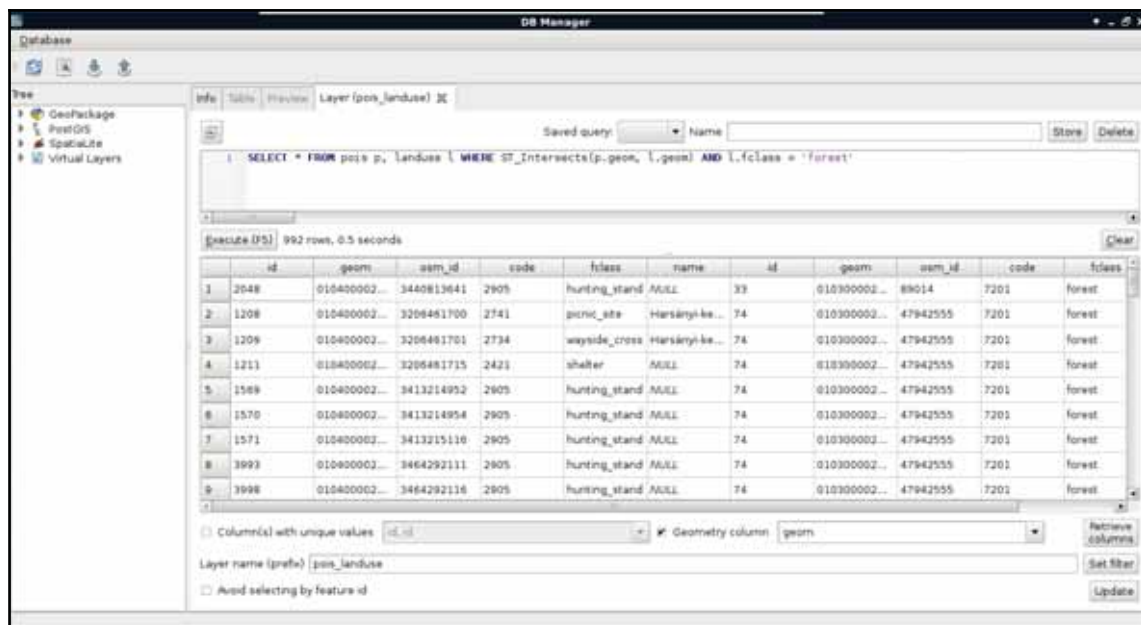 DB Manager
Database
Tree
GeoPackage
PostGIS
SpatiaLite
Virtual Layers
Info Table Preview Layer (pois_landuse)
Saved query: Name Store Delete
1 SELECT * FROM pois p, landuse l WHERE ST_Intersects(p.geom, l.geom) AND l.fclass = 'forest'
Execute (F5) 992 rows, 0.5 seconds Clear
id geom osm_id code fclass name id geom osm_id code fclass
1 2048 010400002... 3440813641 2905 hunting_stand NULL 33 010300002... 89014 7201 forest
2 1208 010400002... 3206461700 2741 picnic_site Harsányi-ke... 74 010300002... 47942555 7201 forest
3 1209 010400002... 3206461701 2734 wayside_cross Harsányi-ke... 74 010300002... 47942555 7201 forest
4 1211 010400002... 3206461715 2421 shelter NULL 74 010300002... 47942555 7201 forest
5 1569 010400002... 3413214952 2905 hunting_stand NULL 74 010300002... 47942555 7201 forest
6 1570 010400002... 3413214954 2905 hunting_stand NULL 74 010300002... 47942555 7201 forest
7 1571 010400002... 3413215116 2905 hunting_stand NULL 74 010300002... 47942555 7201 forest
8 3993 010400002... 3464292111 2905 hunting_stand NULL 74 010300002... 47942555 7201 forest
9 3998 010400002... 3464292116 2905 hunting_stand NULL 74 010300002... 47942555 7201 forest
Column(s) with unique values Geometry column geom Retrieve columns
Layer name (prefix) pois_landuse Set filter
Avoid selecting by feature id Update